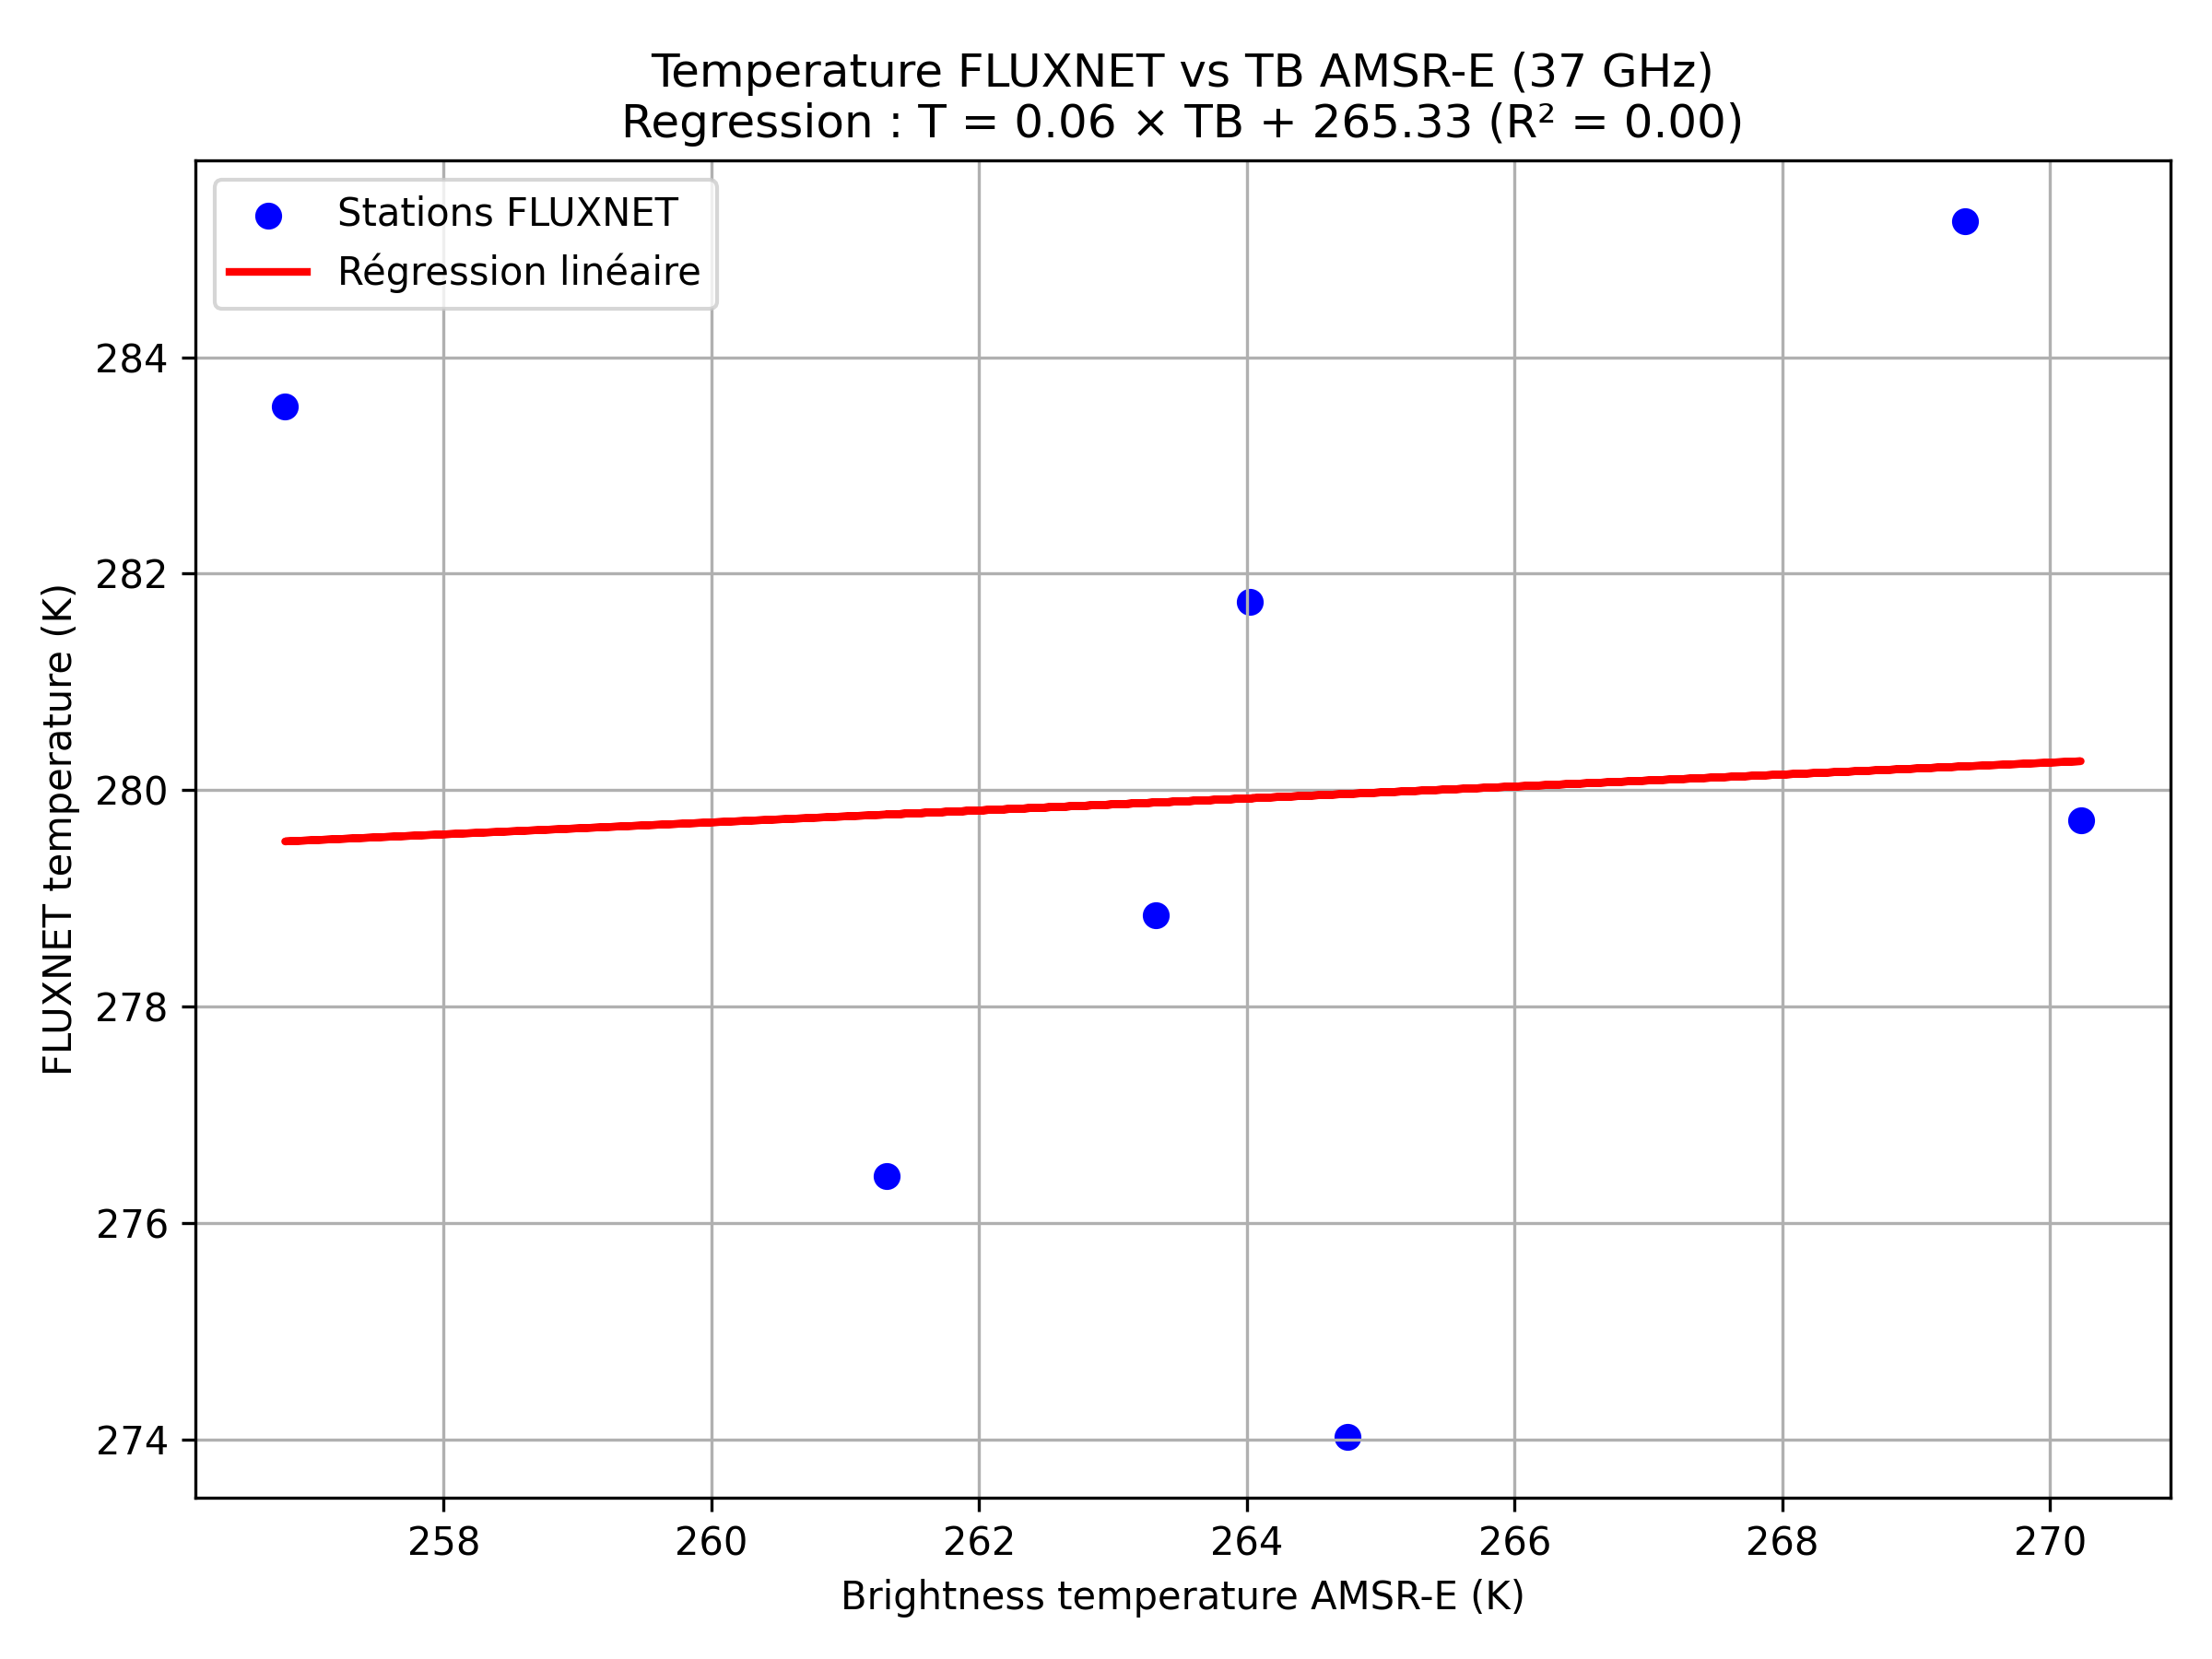 Temperature FLUXNET vs TB AMSR-E (37 GHz)
Regression : T = 0.06 × TB + 265.33 (R² = 0.00)
Stations FLUXNET
Régression linéaire
284
282
280
278
276
274
FLUXNET temperature (K)
258 260 262 264 266 268 270
Brightness temperature AMSR-E (K)